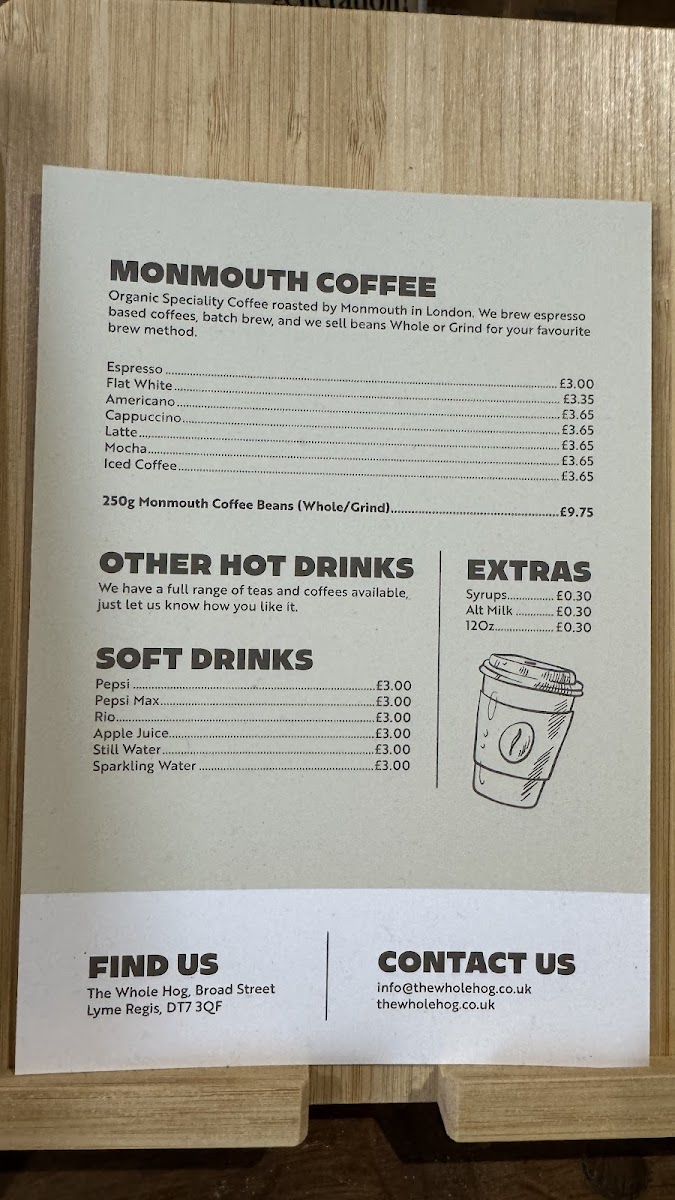 MONMOUTH COFFEE
Organic Speciality Coffee roasted by Monmouth in London. We brew espresso
based coffees, batch brew, and we sell beans Whole or Grind for your favourite
brew method.
Espresso £3.00
Flat White £3.35
Americano £3.65
Cappuccino £3.65
Latte £3.65
Mocha £3.65
Iced Coffee £3.65
250g Monmouth Coffee Beans (Whole/Grind) £9.75
OTHER HOT DRINKS
We have a full range of teas and coffees available,
just let us know how you like it.
SOFT DRINKS
Pepsi £3.00
Pepsi Max £3.00
Rio £3.00
Apple Juice £3.00
Still Water £3.00
Sparkling Water £3.00
EXTRAS
Syrups £0.30
Alt Milk £0.30
12Oz £0.30
FIND US
The Whole Hog, Broad Street
Lyme Regis, DT7 3QF
CONTACT US
info@thewholehog.co.uk
thewholehog.co.uk